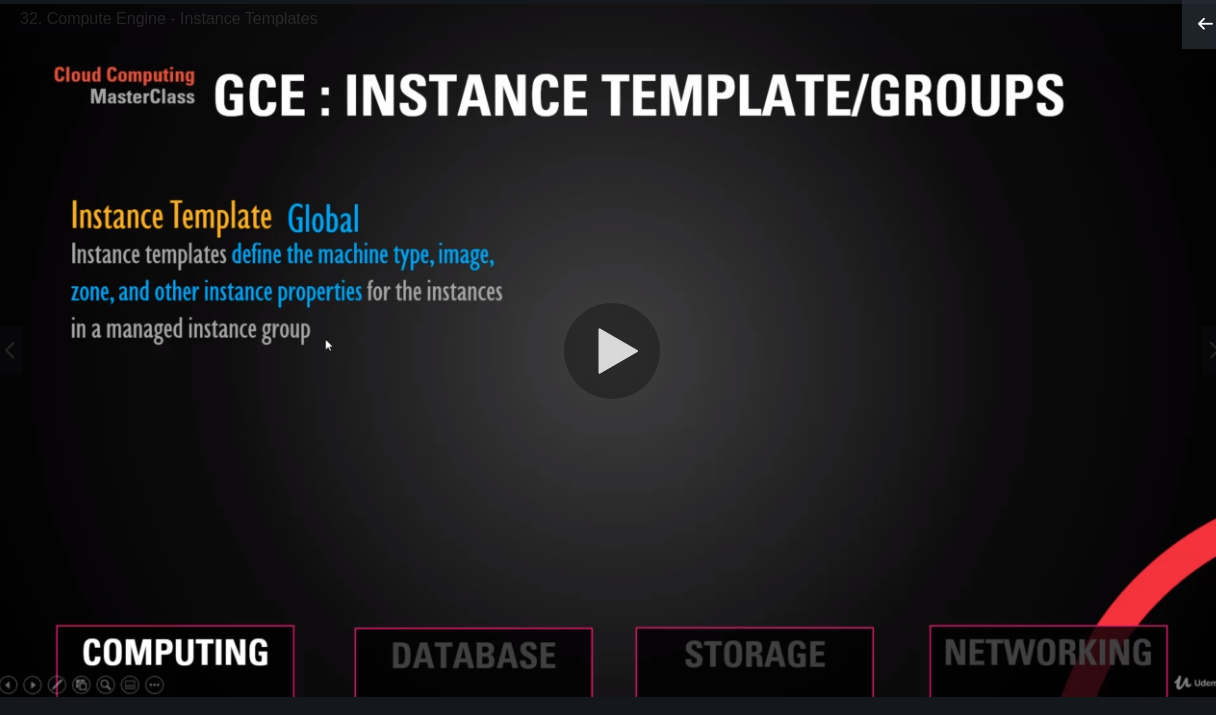 32. Compute Engine - Instance Templates
Cloud Computing
MasterClass
GCE : INSTANCE TEMPLATE/GROUPS
Instance Template Global
Instance templates define the machine type, image,
zone, and other instance properties for the instances
in a managed instance group
COMPUTING
DATABASE
STORAGE
NETWORKING